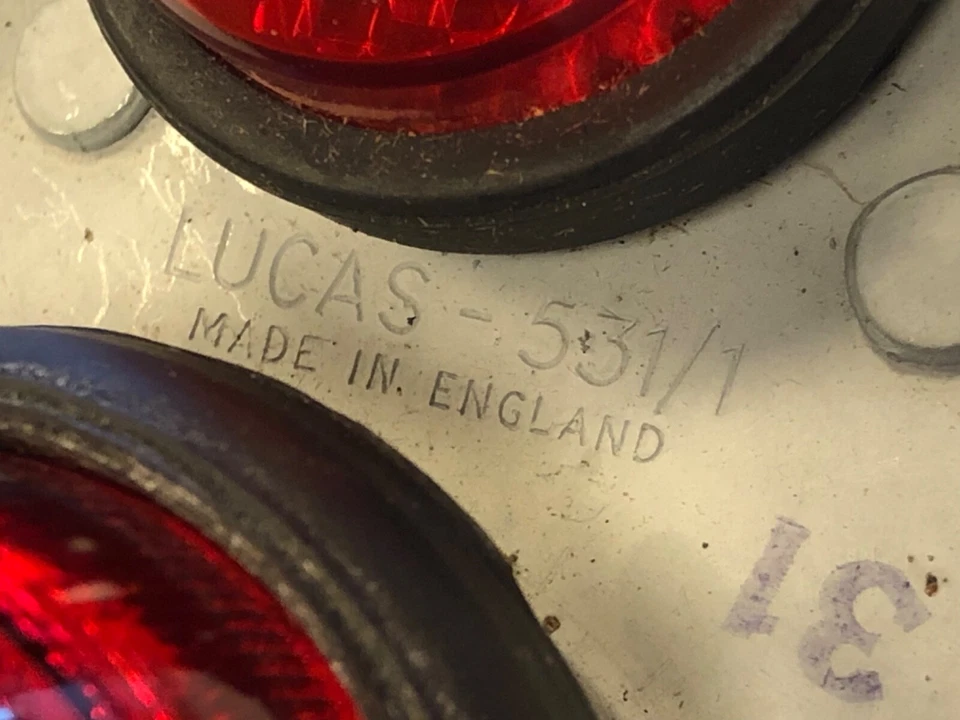 LUCAS - 531/1
MADE IN ENGLAND
31